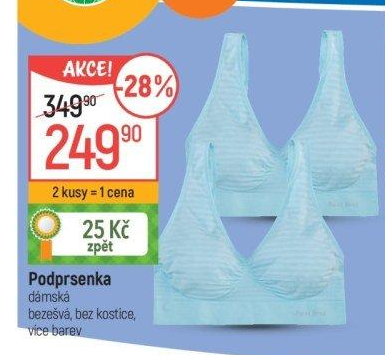 AKCE!
-28%
349⁹⁰
249⁹⁰
2 kusy = 1 cena
25 Kč
zpět
Podprsenka
dámská
bezešvá, bez kostice,
více barev